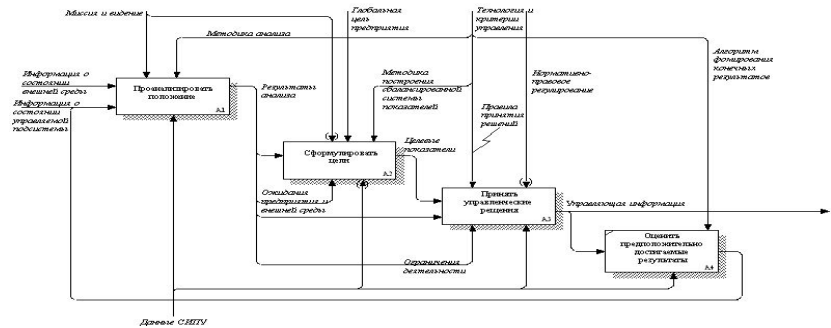 Миссия и видение
Глобальная
цель
предприятия
Технология и
критерии
управления
Методика анализа
Алгоритм
фомирования
конечных
результатов
Информация о
состоянии
внешней среды
Информация о
состоянии
управляемой
подсистемы
Проанализировать
положение
A1
Результаты
анализа
Методика
построения
сбалансированной
системы
показателей
Нормативно-
правовое
регулирование
Правила
принятия
решений
Сформулировать
цели
A2
Целевые
показатели
Ожидания
предприятия и
внешней среды
Принять
управленческие
решения
A3
Управляющая информация
Оценить
предположительно
достигаемые
результаты
A4
Ограничения
деятельности
Данные СИПУ